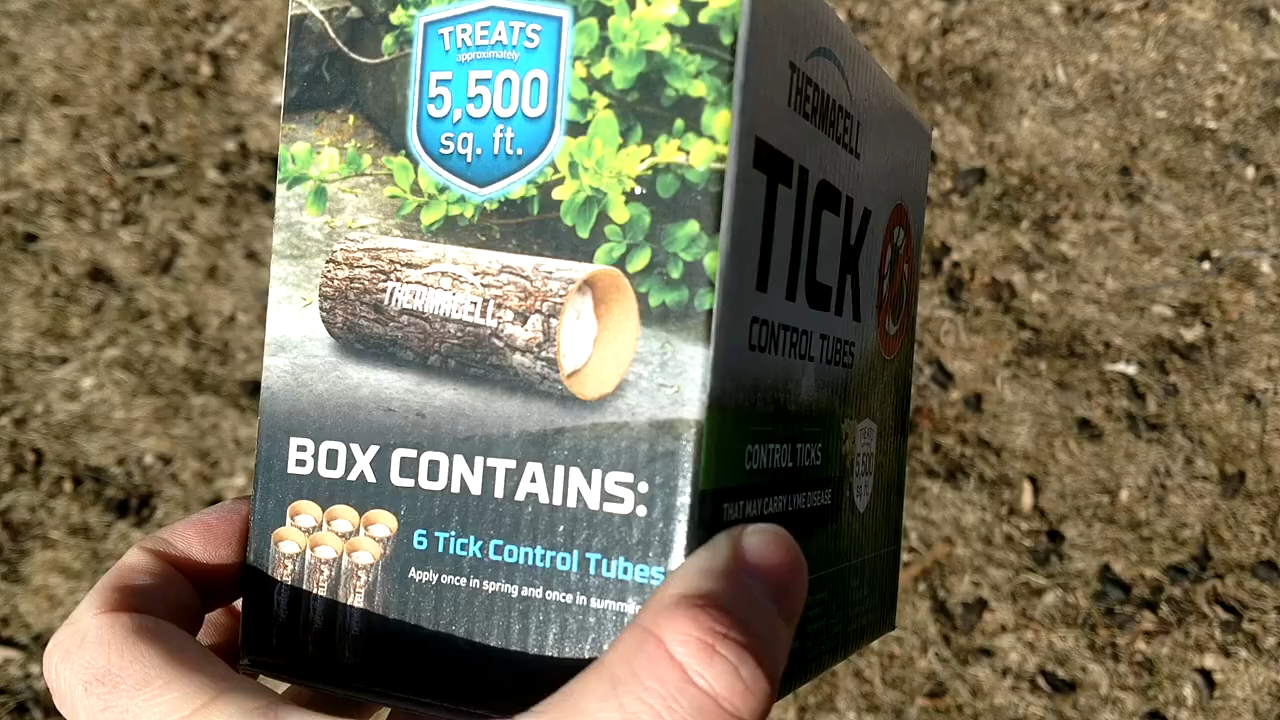 TREATS
approximately
5,500
sq. ft.
THERMACELL
BOX CONTAINS:
6 Tick Control Tubes
Apply once in spring and once in summer
THERMACELL
TICK
CONTROL TUBES
CONTROL TICKS
THAT MAY CARRY LYME DISEASE
TREATS
5,500
sq. ft.